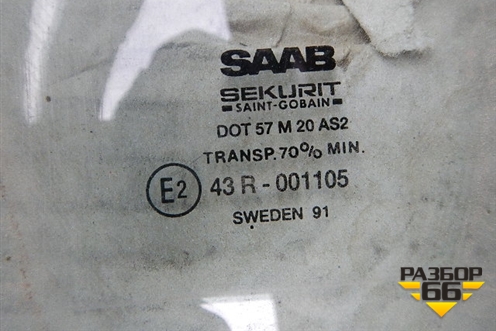 SAAB
SEKURIT
SAINT-GOBAIN
DOT 57 M 20 AS2
TRANSP. 70% MIN.
E2 43 R - 001105
SWEDEN 91
РАЗБОР
66